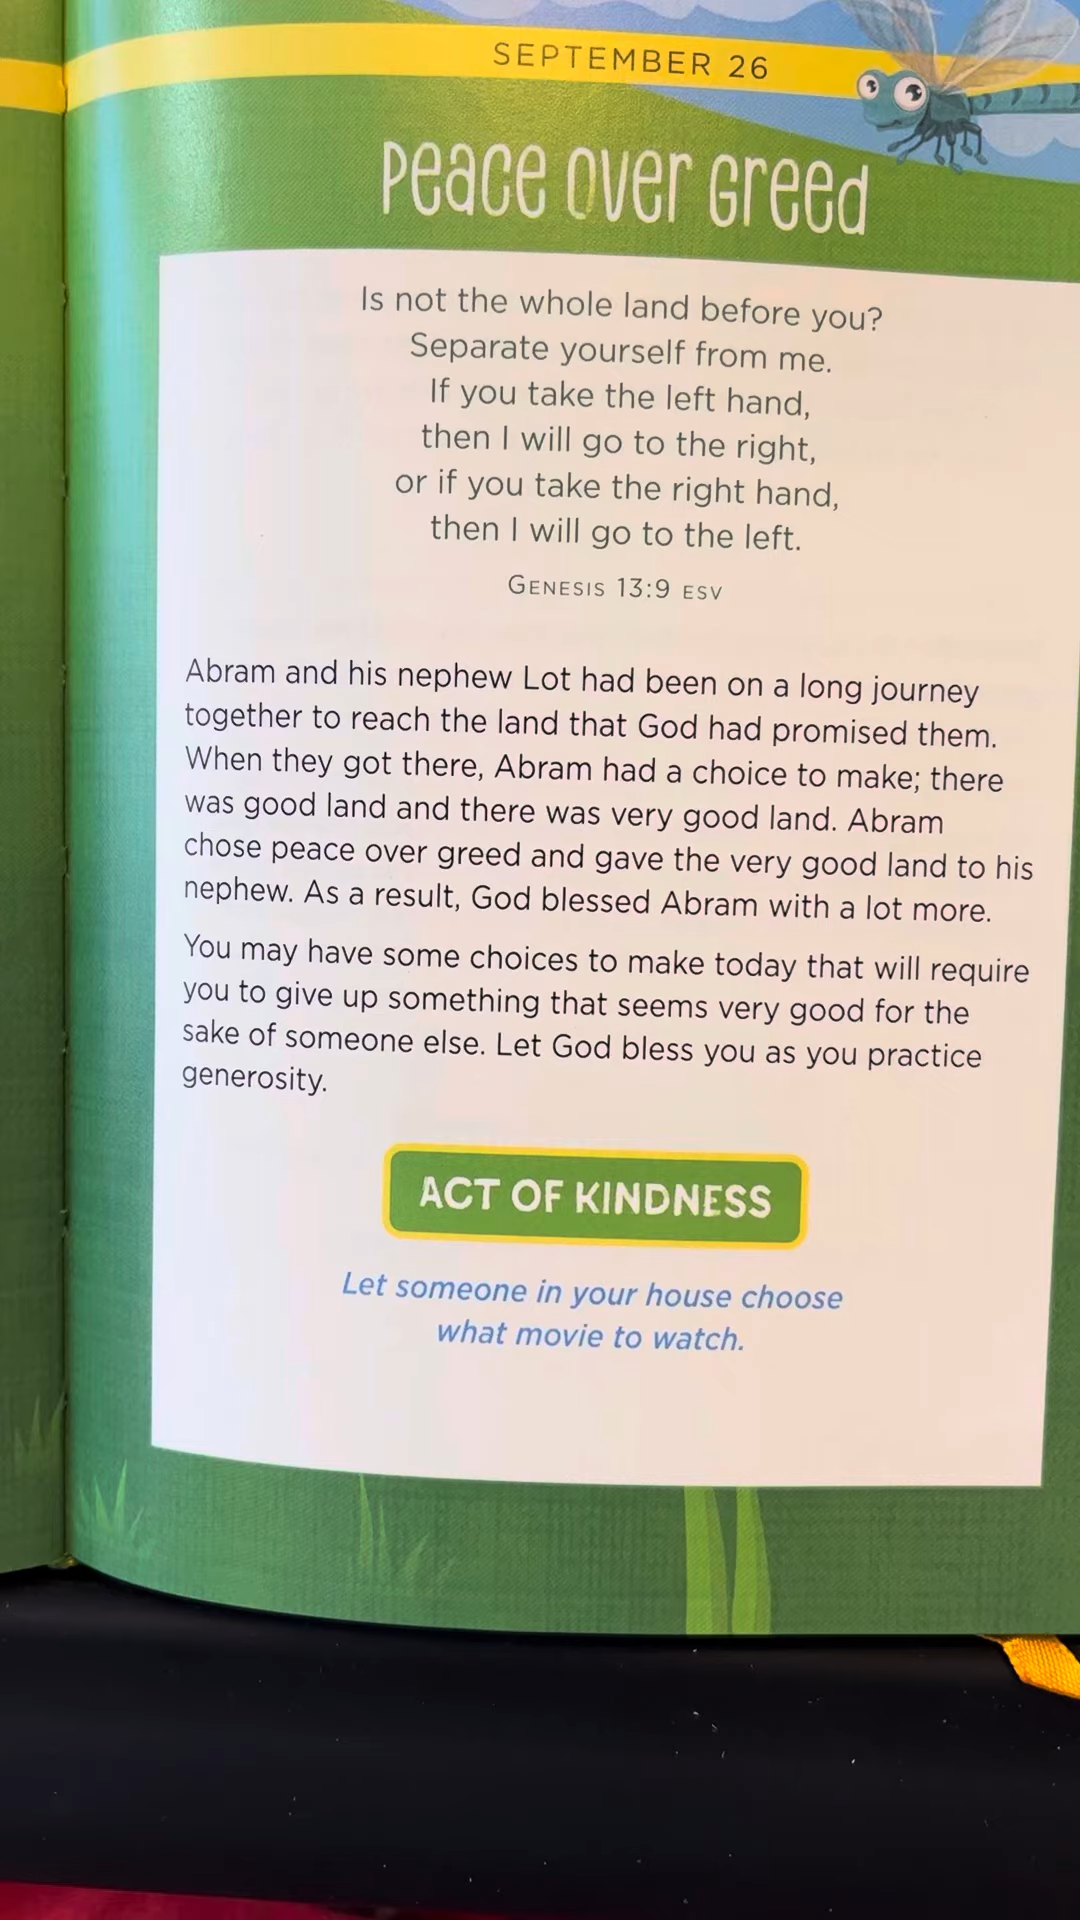 SEPTEMBER 26
Peace over Greed
Is not the whole land before you?
Separate yourself from me.
If you take the left hand,
then I will go to the right,
or if you take the right hand,
then I will go to the left.
GENESIS 13:9 ESV
Abram and his nephew Lot had been on a long journey
together to reach the land that God had promised them.
When they got there, Abram had a choice to make; there
was good land and there was very good land. Abram
chose peace over greed and gave the very good land to his
nephew. As a result, God blessed Abram with a lot more.
You may have some choices to make today that will require
you to give up something that seems very good for the
sake of someone else. Let God bless you as you practice
generosity.
ACT OF KINDNESS
Let someone in your house choose
what movie to watch.